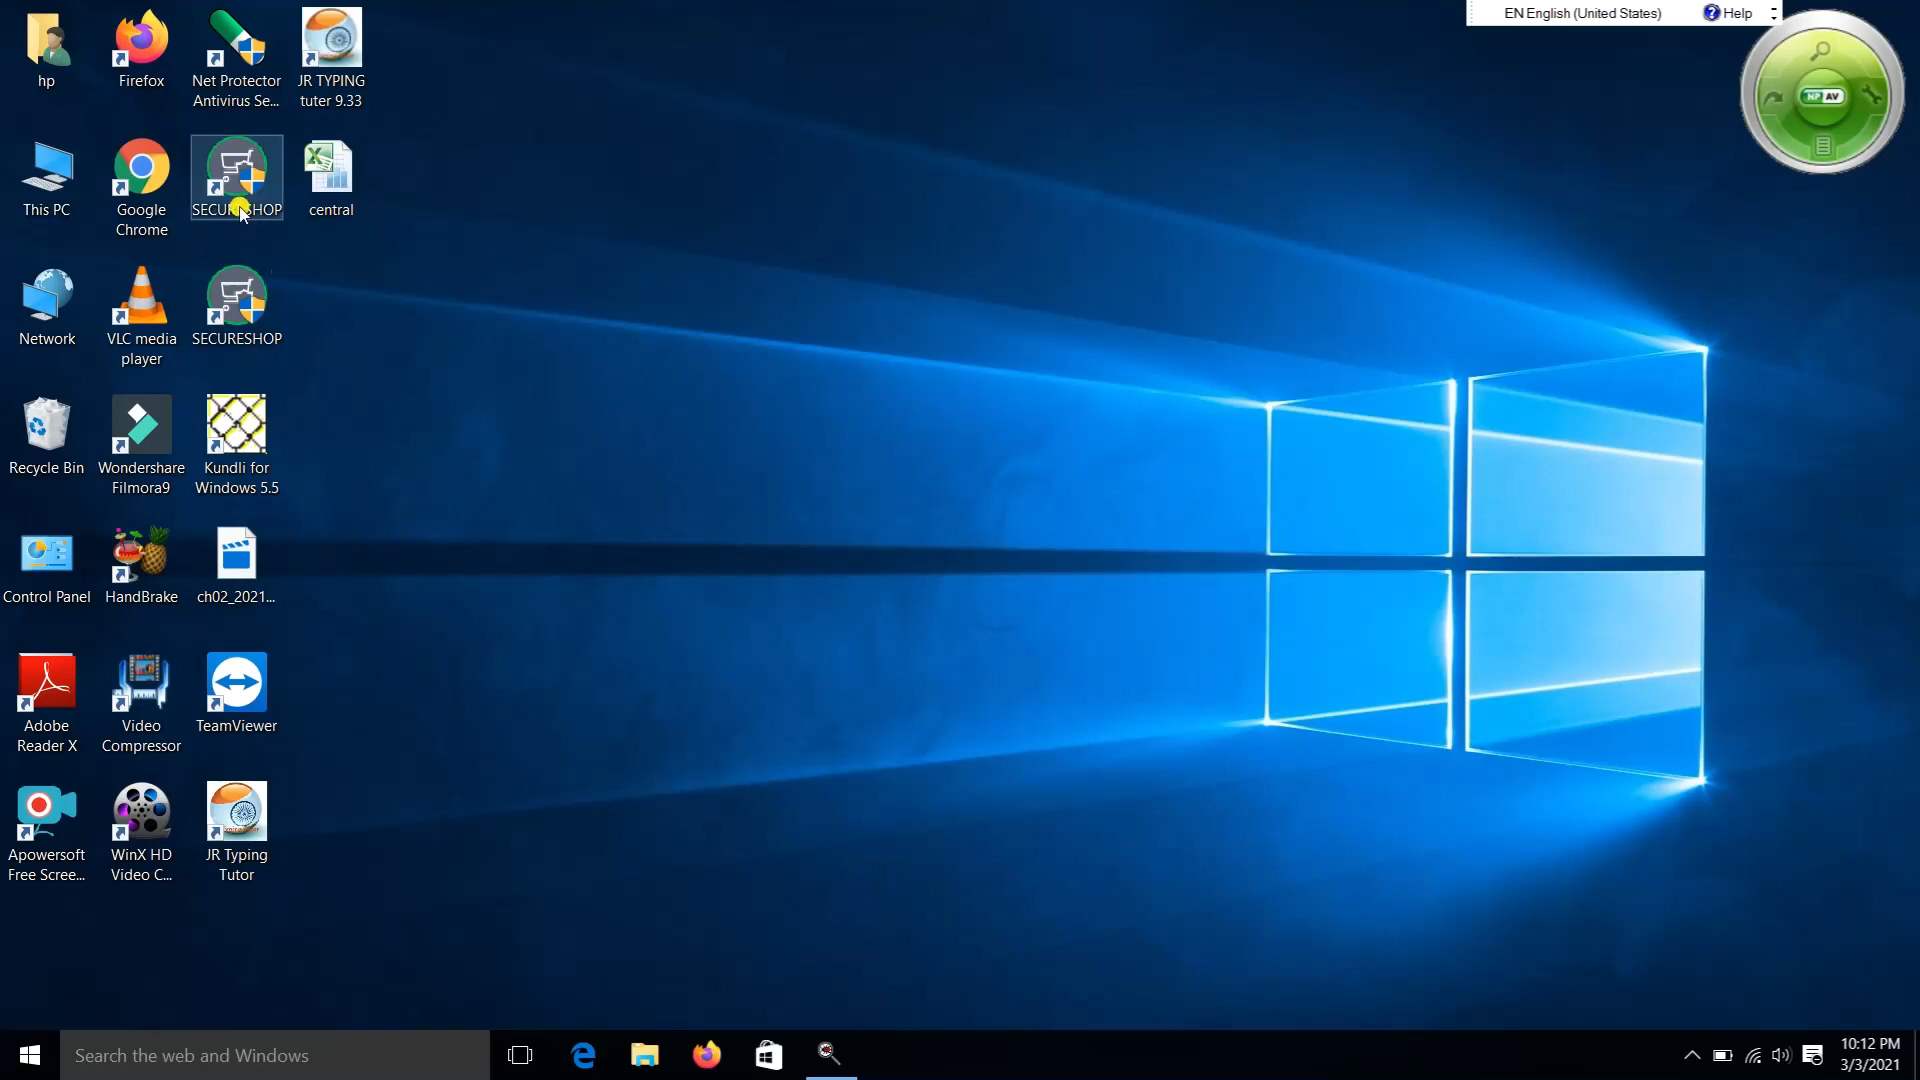 EN English (United States)
Help
hp
Firefox
Net Protector
Antivirus Se...
JR TYPING
tuter 9.33
NP AV
This PC
Google
Chrome
SECURESHOP
central
Network
VLC media
player
SECURESHOP
Recycle Bin
Wondershare
Filmora9
Kundli for
Windows 5.5
Control Panel
HandBrake
ch02_2021...
Adobe
Reader X
Video
Compressor
TeamViewer
Apowersoft
Free Scree...
WinX HD
Video C...
JR Typing
Tutor
Search the web and Windows
10:12 PM
3/3/2021